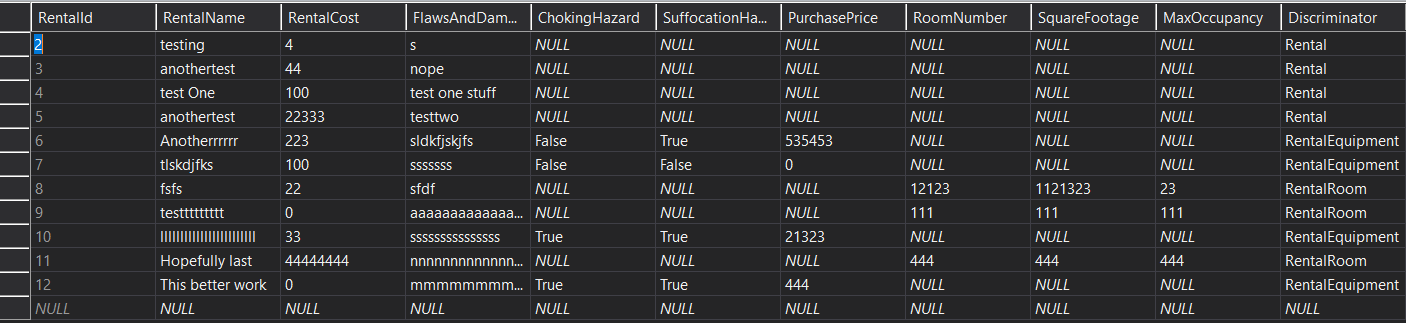 RentalId RentalName RentalCost FlawsAndDam... ChokingHazard SuffocationHa... PurchasePrice RoomNumber SquareFootage MaxOccupancy Discriminator
2 testing 4 s NULL NULL NULL NULL NULL NULL Rental
3 anothertest 44 nope NULL NULL NULL NULL NULL NULL Rental
4 test One 100 test one stuff NULL NULL NULL NULL NULL NULL Rental
5 anothertest 22333 testtwo NULL NULL NULL NULL NULL NULL Rental
6 Anotherrrrrr 223 sldkfjskjfs False True 535453 NULL NULL NULL RentalEquipment
7 tlskdjfks 100 sssssss False False 0 NULL NULL NULL RentalEquipment
8 fsfs 22 sfdf NULL NULL NULL 12123 1121323 23 RentalRoom
9 testttttttttt 0 aaaaaaaaaaaaa... NULL NULL NULL 111 111 111 RentalRoom
10 33 sssssssssssssss True True 21323 NULL NULL NULL RentalEquipment
11 Hopefully last 44444444 nnnnnnnnnnnnn... NULL NULL NULL 444 444 444 RentalRoom
12 This better work 0 mmmmmmmm... True True 444 NULL NULL NULL RentalEquipment
NULL NULL NULL NULL NULL NULL NULL NULL NULL NULL NULL